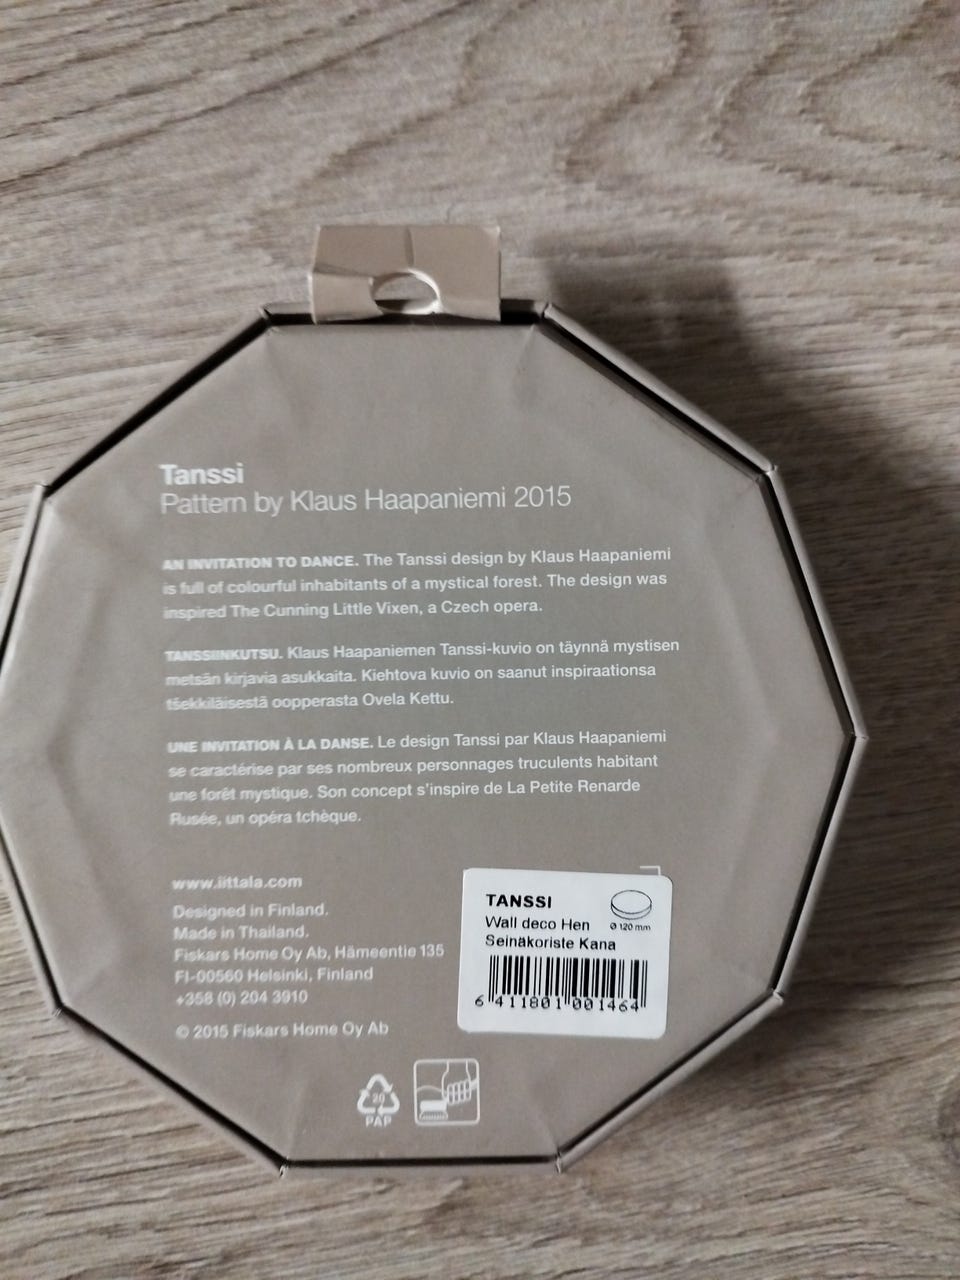 Tanssi
Pattern by Klaus Haapaniemi 2015
AN INVITATION TO DANCE. The Tanssi design by Klaus Haapaniemi
is full of colourful inhabitants of a mystical forest. The design was
inspired The Cunning Little Vixen, a Czech opera.
TANSSIINKUTSU. Klaus Haapaniemen Tanssi-kuvio on täynnä mystisen
metsän kirjavia asukkaita. Kiehtova kuvio on saanut inspiraationsa
tšekkiläisestä oopperasta Ovela Kettu.
UNE INVITATION À LA DANSE. Le design Tanssi par Klaus Haapaniemi
se caractérise par ses nombreux personnages truculents habitant
une forêt mystique. Son concept s'inspire de La Petite Renarde
Rusée, un opéra tchèque.
www.iittala.com
Designed in Finland.
Made in Thailand.
Fiskars Home Oy Ab, Hämeentie 135
FI-00560 Helsinki, Finland
+358 (0) 204 3910
© 2015 Fiskars Home Oy Ab
TANSSI
Wall deco Hen
Ø 120 mm
Seinäkoriste Kana
6 411801 001464
20
PAP